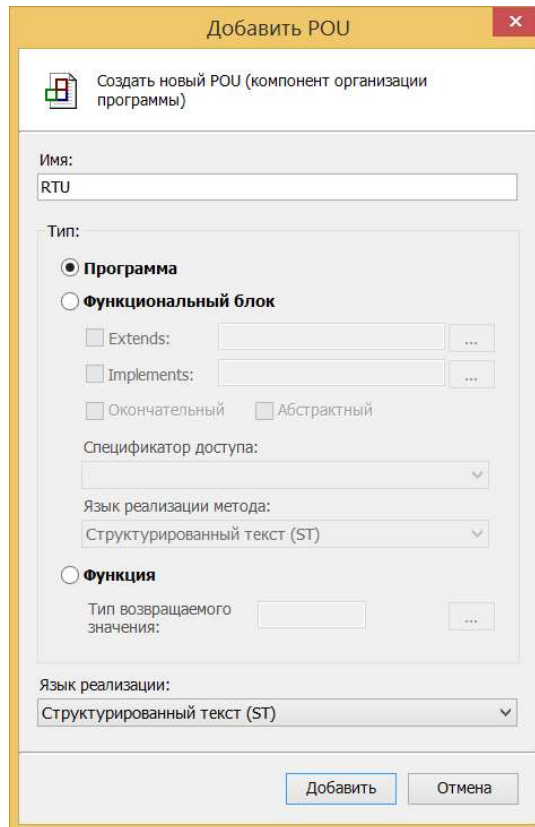 Добавить POU
Создать новый POU (компонент организации
программы)
Имя:
RTU
Тип:
Программа
Функциональный блок
Extends:
...
Implements:
...
Окончательный Абстрактный
Спецификатор доступа:
Язык реализации метода:
Структурированный текст (ST)
Функция
Тип возвращаемого
значения:
...
Язык реализации:
Структурированный текст (ST)
Добавить Отмена